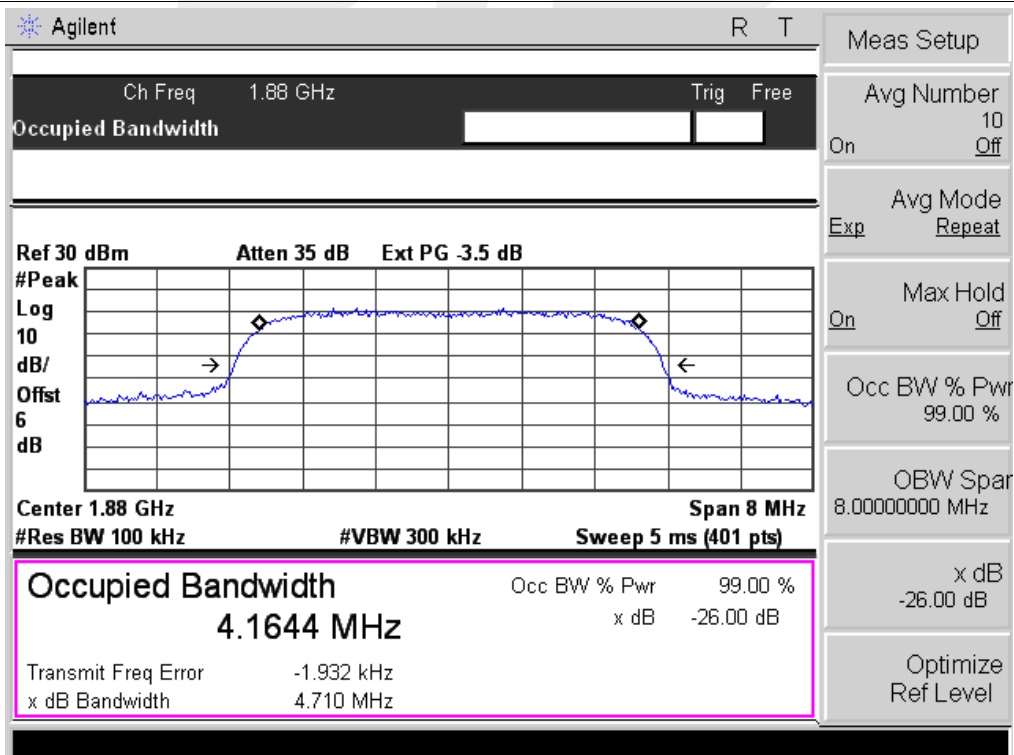 Agilent R T
Ch Freq 1.88 GHz Trig Free
Occupied Bandwidth
Ref 30 dBm Atten 35 dB Ext PG -3.5 dB
#Peak
Log
10
dB/
Offst
6
dB
Center 1.88 GHz Span 8 MHz
#Res BW 100 kHz #VBW 300 kHz Sweep 5 ms (401 pts)
Occupied Bandwidth Occ BW % Pwr 99.00 %
4.1644 MHz x dB -26.00 dB
Transmit Freq Error -1.932 kHz
x dB Bandwidth 4.710 MHz
Meas Setup
Avg Number
10
On Off
Avg Mode
Exp Repeat
Max Hold
On Off
Occ BW % Pwr
99.00 %
OBW Spar
8.00000000 MHz
x dB
-26.00 dB
Optimize
Ref Level